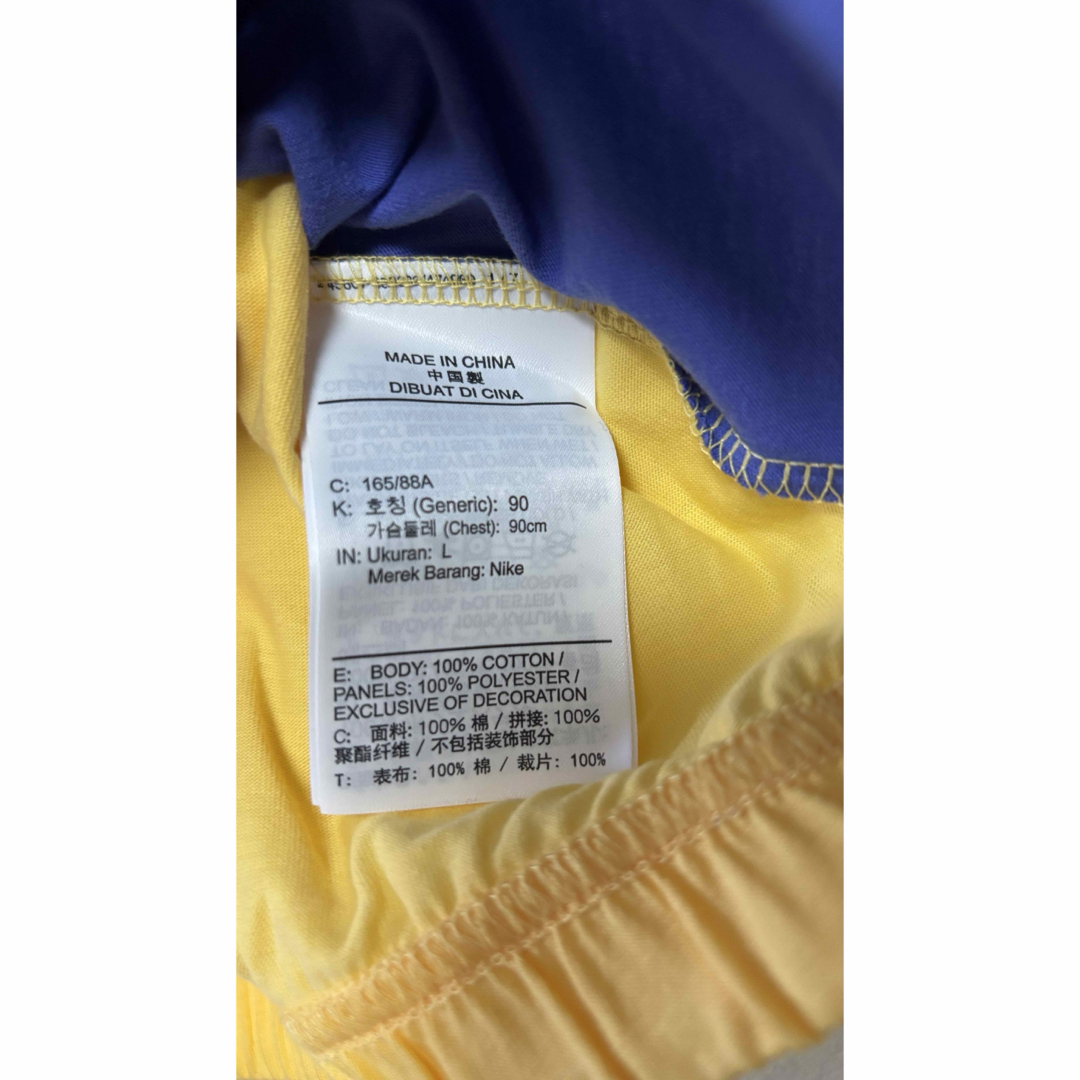 MADE IN CHINA
中国製
DIBUAT DI CINA
C: 165/88A
K: 호칭 (Generic): 90
가슴둘레 (Chest): 90cm
IN: Ukuran: L
Merek Barang: Nike
E: BODY: 100% COTTON /
PANELS: 100% POLYESTER /
EXCLUSIVE OF DECORATION
C: 面料: 100% 棉 / 拼接: 100%
聚酯纤维 / 不包括装饰部分
T: 表布: 100% 棉 / 裁片: 100%